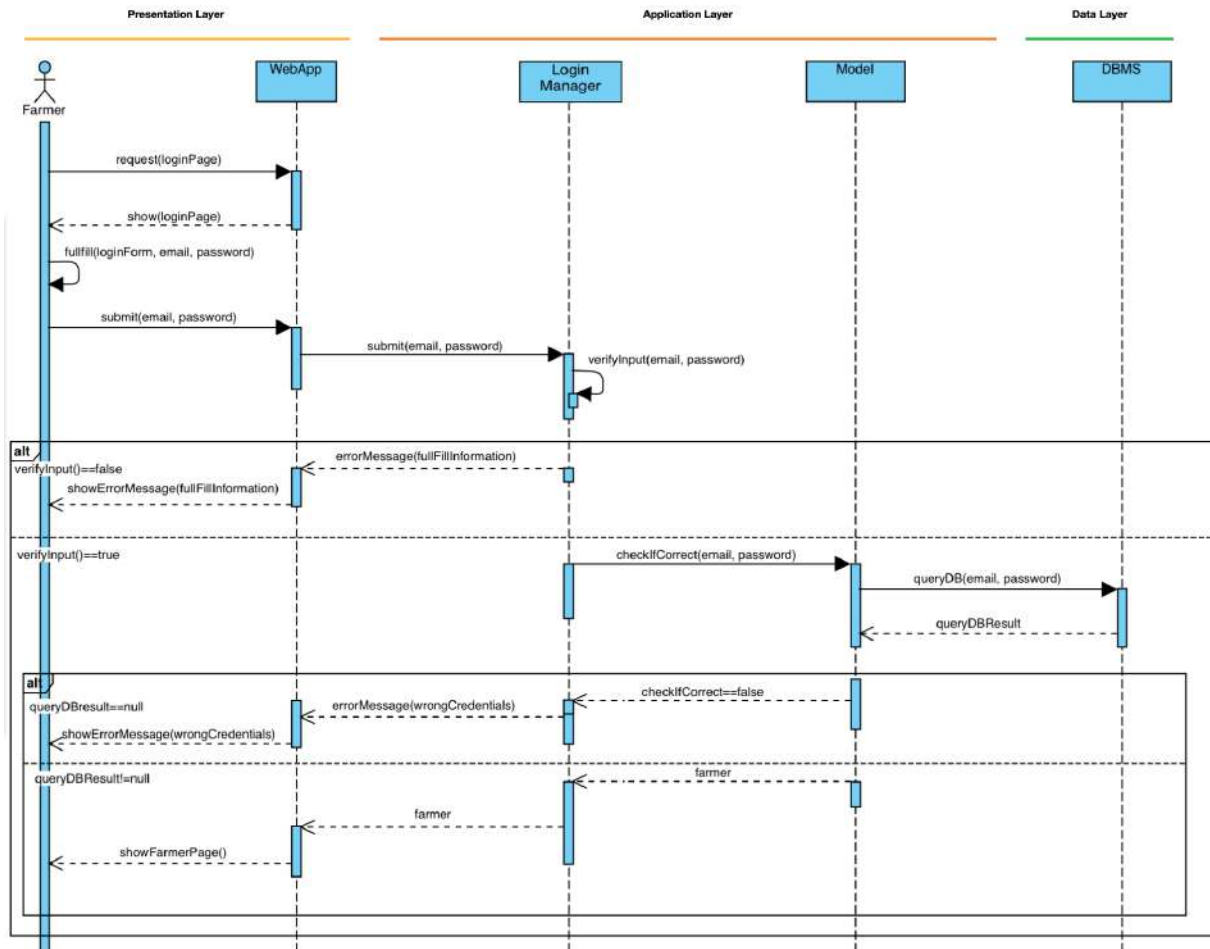 Presentation Layer
Application Layer
Data Layer
Farmer
WebApp
Login
Manager
Model
DBMS
request(loginPage)
show(loginPage)
fullfill(loginForm, email, password)
submit(email, password)
submit(email, password)
verifyInput(email, password)
alt
verifyInput()==false
errorMessage(fullFillInformation)
showErrorMessage(fullFillInformation)
verifyInput()==true
checkIfCorrect(email, password)
queryDB(email, password)
queryDBResult
alt
queryDBresult==null
checkIfCorrect==false
errorMessage(wrongCredentials)
showErrorMessage(wrongCredentials)
queryDBResult!=null
farmer
farmer
showFarmerPage()